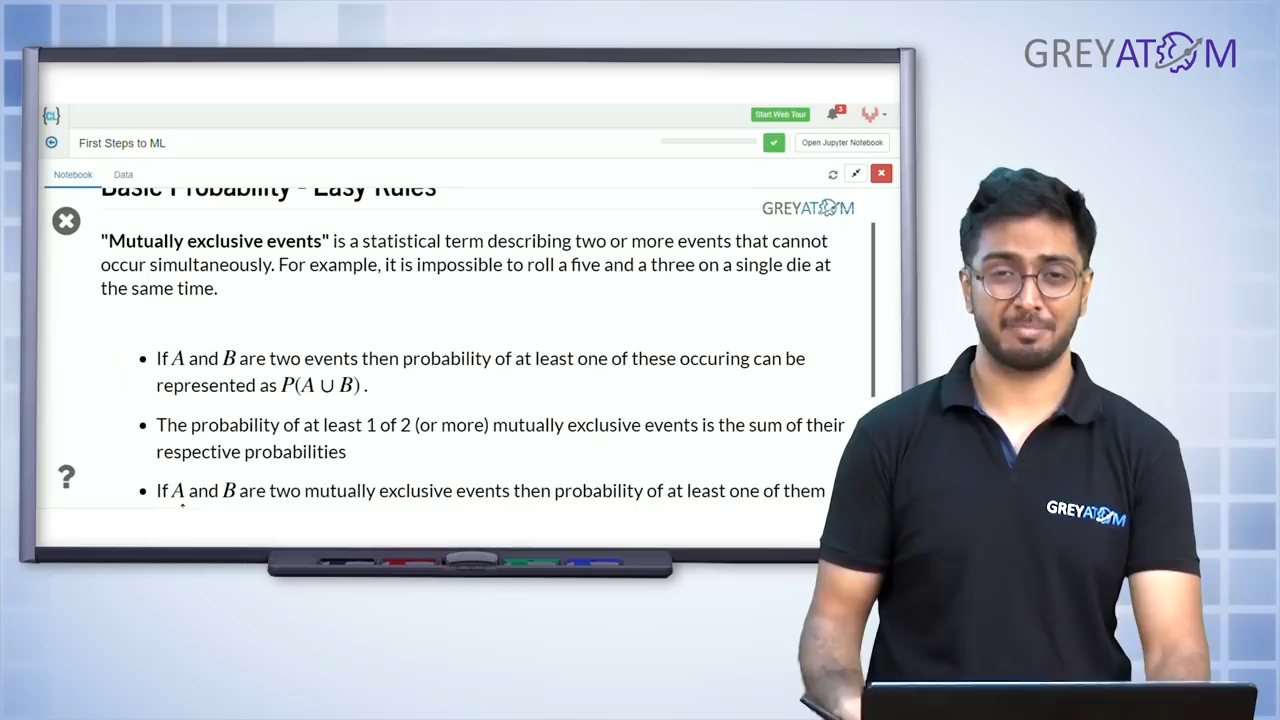 GREYATOM
{CL}
Start Web Tour
3
First Steps to ML
Open Jupyter Notebook
Notebook
Data
Basic Probability - Easy Rules
GREYATOM
"Mutually exclusive events" is a statistical term describing two or more events that cannot
occur simultaneously. For example, it is impossible to roll a five and a three on a single die at
the same time.
• If A and B are two events then probability of at least one of these occuring can be
represented as P(A ∪ B).
• The probability of at least 1 of 2 (or more) mutually exclusive events is the sum of their
respective probabilities
• If A and B are two mutually exclusive events then probability of at least one of them
?
GREYATOM